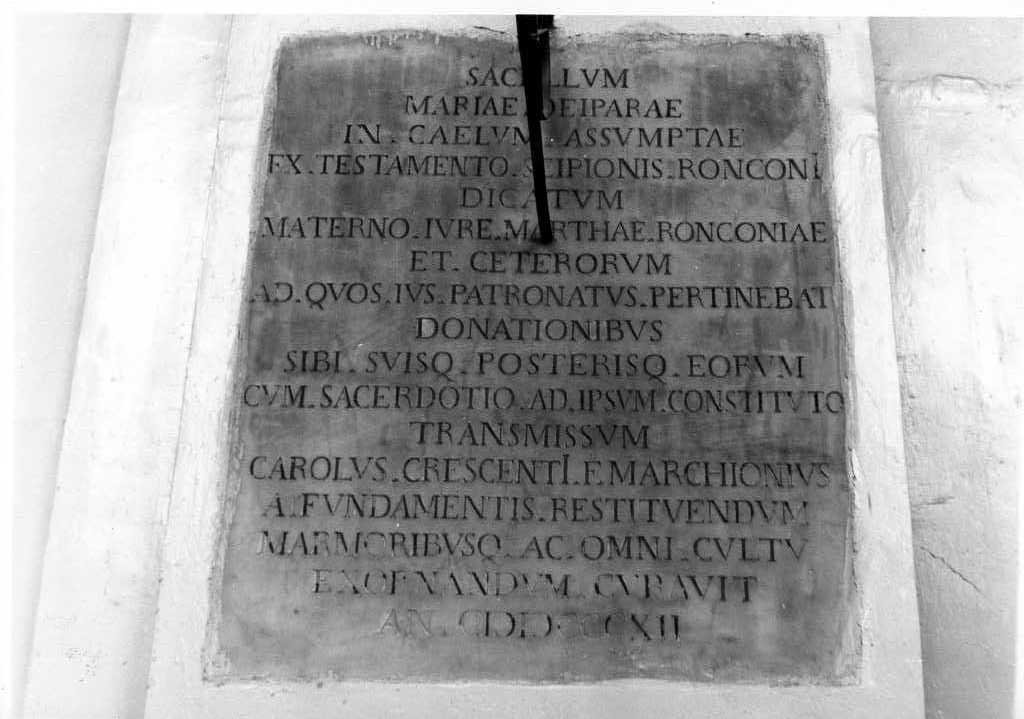 SACELLVM
MARIAE DEIPARAE
IN CAELVM ASSVMPTAE
EX TESTAMENTO SCIPIONIS RONCONI
DICATVM
MATERNO IVRE MARTHAE RONCONIAE
ET CETERORVM
AD QVOS IVS PATRONATVS PERTINEBAT
DONATIONIBVS
SIBI SVISQ POSTERISQ EORVM
CVM SACERDOTIO AD IPSVM CONSTITVTO
TRANSMISSVM
CAROLVS CRESCENTI F MARCHIONIVS
A FVNDAMENTIS RESTITVENDVM
MARMORIBVSQ AC OMNI CVLTV
EXORNANDVM CVRAVIT
AN